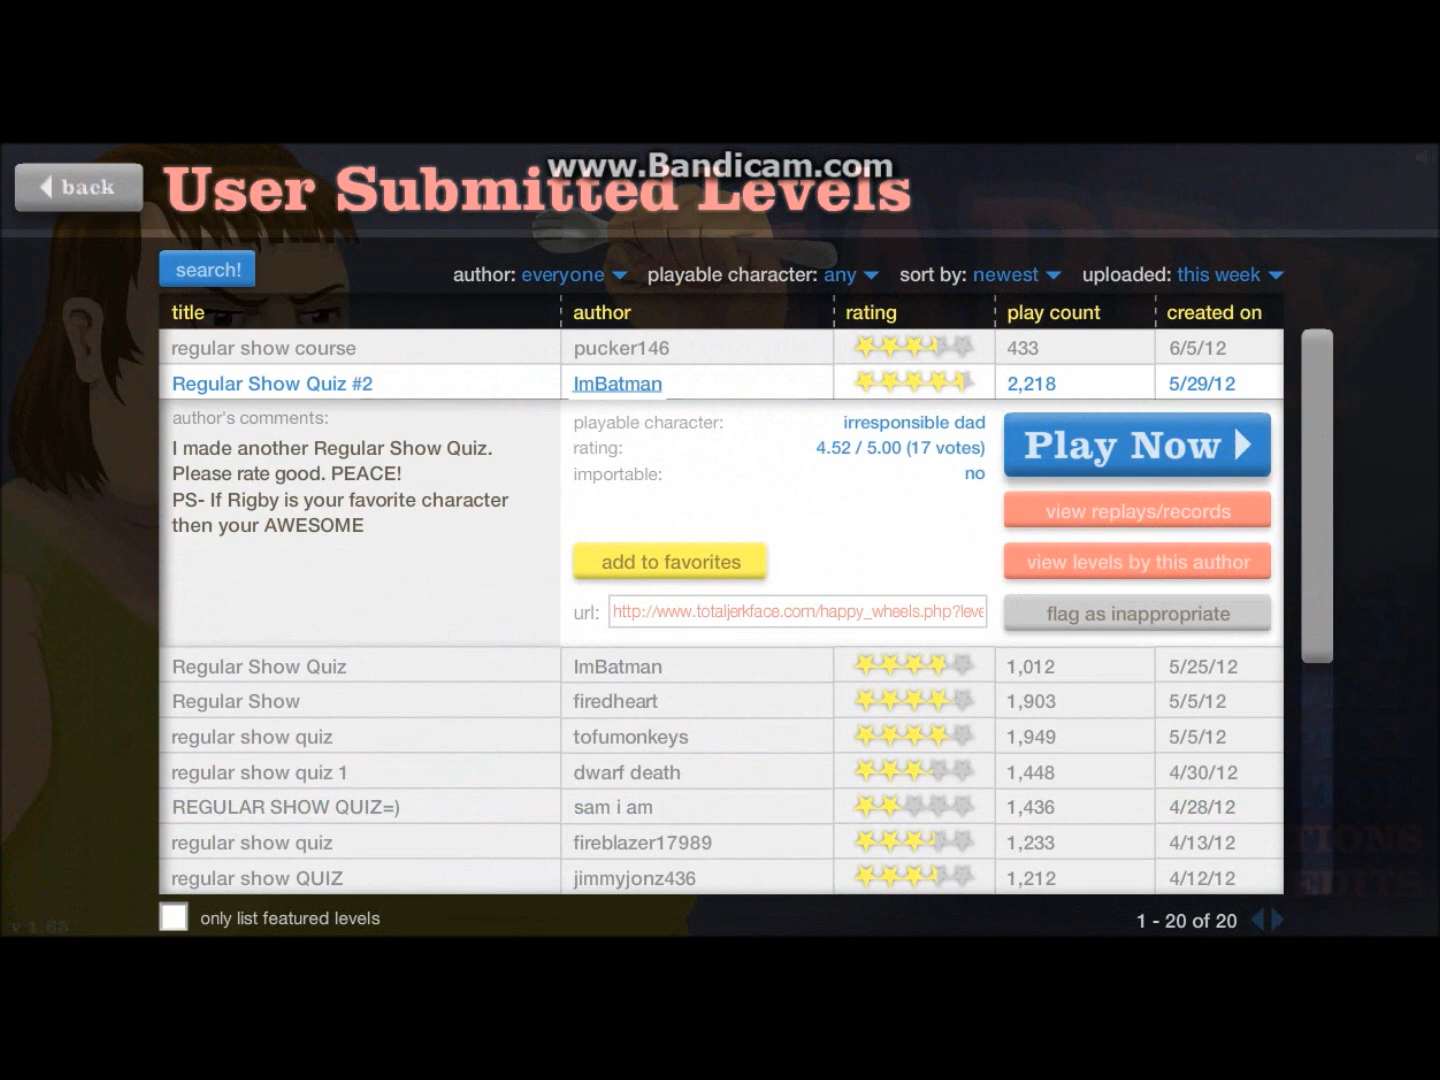 www.Bandicam.com
back
User Submitted Levels
search!
author: everyone playable character: any sort by: newest uploaded: this week
title author rating play count created on
regular show course pucker146 433 6/5/12
Regular Show Quiz #2 ImBatman 2,218 5/29/12
author's comments:
I made another Regular Show Quiz.
Please rate good. PEACE!
PS- If Rigby is your favorite character
then your AWESOME
playable character: irresponsible dad
rating: 4.52 / 5.00 (17 votes)
importable: no
add to favorites
url: http://www.totaljerkface.com/happy_wheels.php?leve
Play Now
view replays/records
view levels by this author
flag as inappropriate
Regular Show Quiz ImBatman 1,012 5/25/12
Regular Show firedheart 1,903 5/5/12
regular show quiz tofumonkeys 1,949 5/5/12
regular show quiz 1 dwarf death 1,448 4/30/12
REGULAR SHOW QUIZ=) sam i am 1,436 4/28/12
regular show quiz fireblazer17989 1,233 4/13/12
regular show QUIZ jimmyjonz436 1,212 4/12/12
only list featured levels
1 - 20 of 20
v 1.65